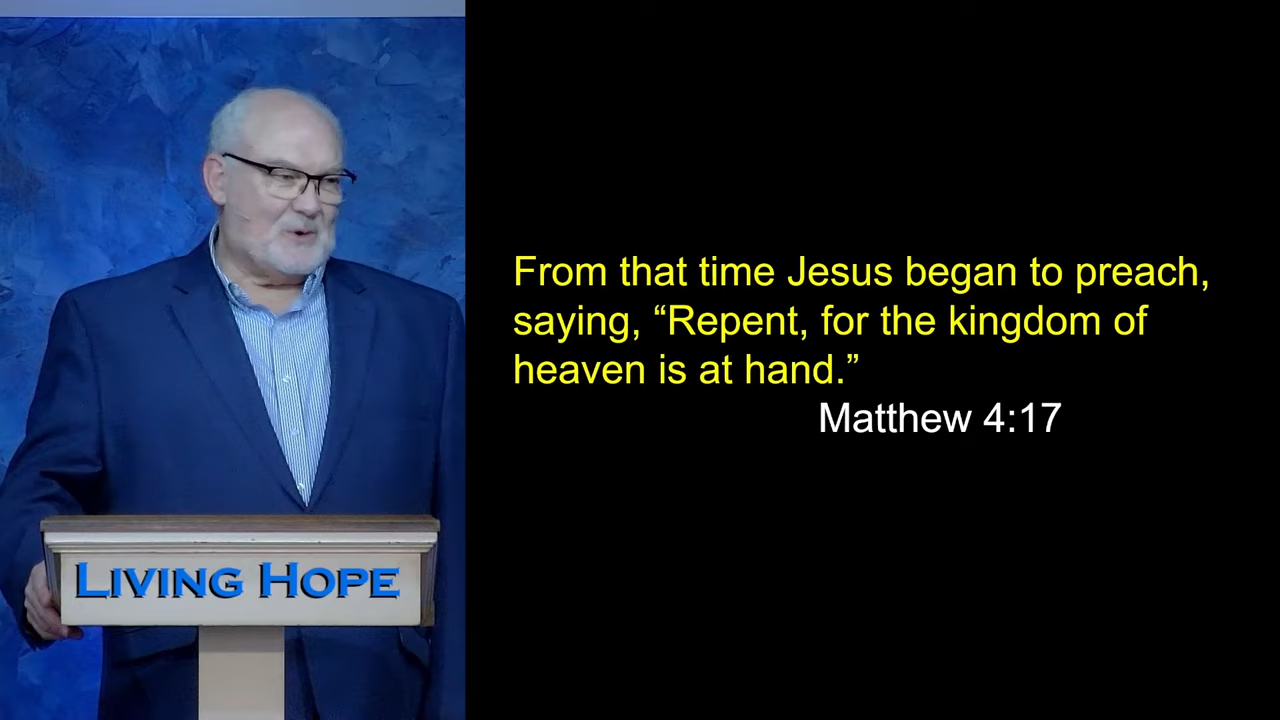 LIVING HOPE
From that time Jesus began to preach,
saying, “Repent, for the kingdom of
heaven is at hand.”
Matthew 4:17